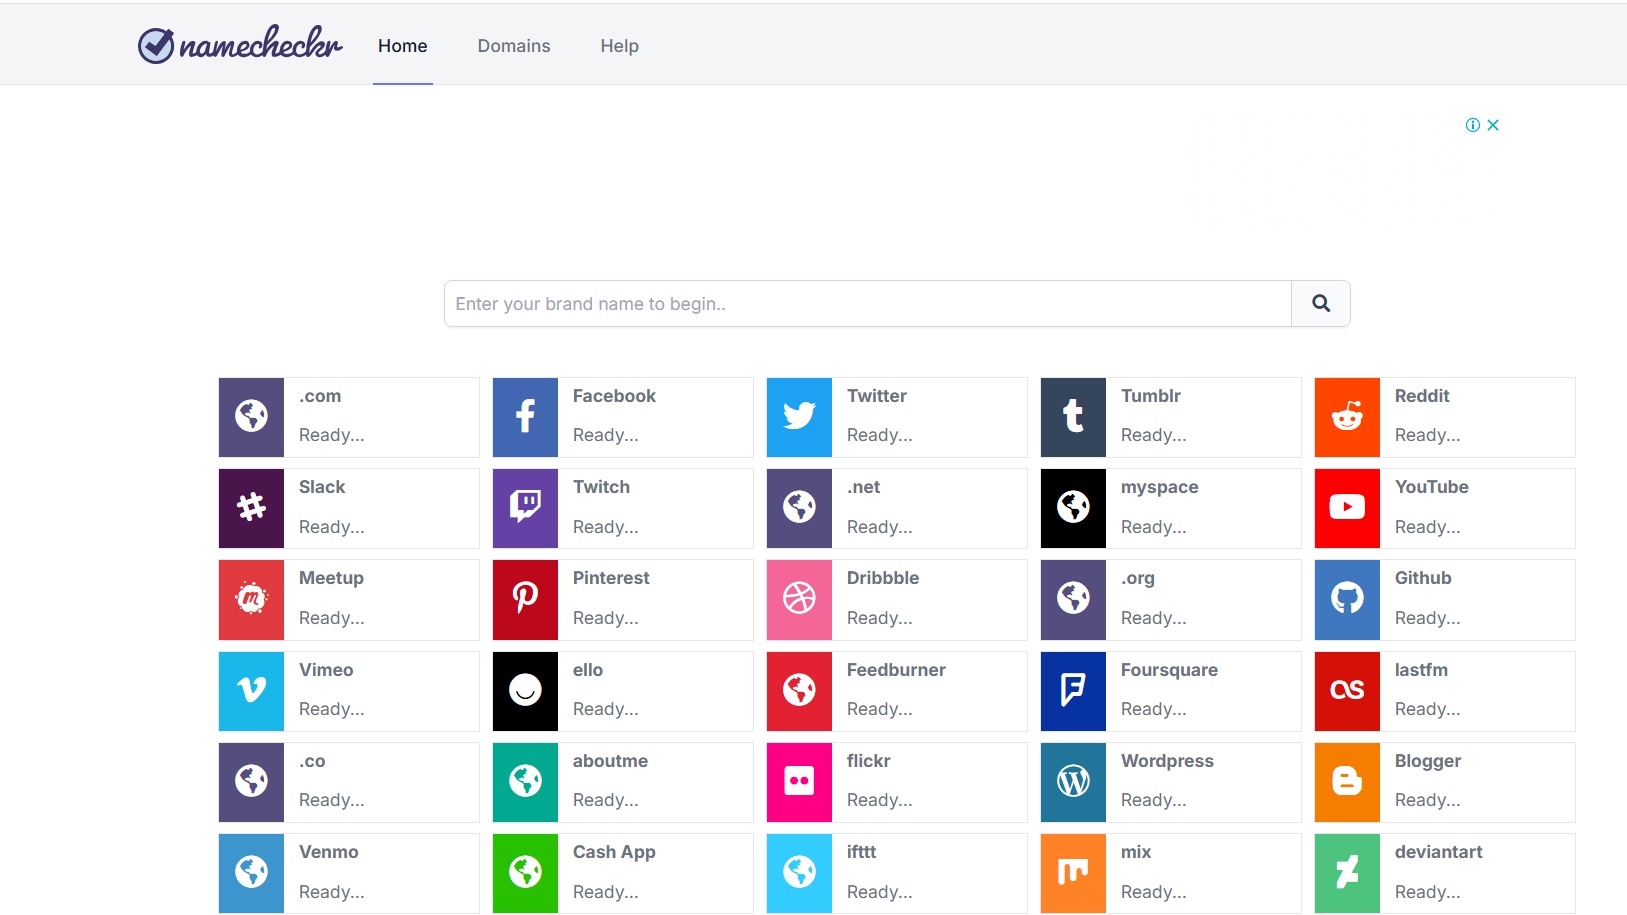 namecheckr Home Domains Help
Enter your brand name to begin..
.com Facebook Twitter Tumblr Reddit
Ready... Ready... Ready... Ready... Ready...
Slack Twitch .net myspace YouTube
Ready... Ready... Ready... Ready... Ready...
Meetup Pinterest Dribbble .org Github
Ready... Ready... Ready... Ready... Ready...
Vimeo ello Feedburner Foursquare lastfm
Ready... Ready... Ready... Ready... Ready...
.co aboutme flickr Wordpress Blogger
Ready... Ready... Ready... Ready... Ready...
Venmo Cash App ifttt mix deviantart
Ready... Ready... Ready... Ready... Ready...